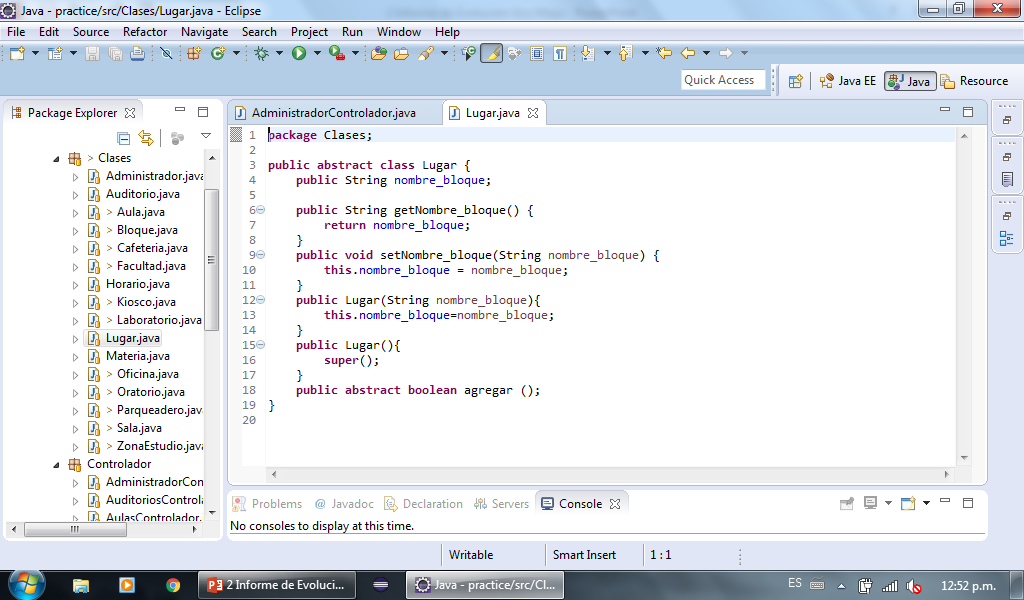 Java - practice/src/Clases/Lugar.java - Eclipse
File Edit Source Refactor Navigate Search Project Run Window Help
Quick Access Java EE Java Resource
Package Explorer
AdministradorControlador.java Lugar.java
> Clases
Administrador.java
Auditorio.java
> Aula.java
> Bloque.java
> Cafeteria.java
> Facultad.java
Horario.java
> Kiosco.java
> Laboratorio.java
Lugar.java
Materia.java
> Oficina.java
> Oratorio.java
> Parqueadero.jav
> Sala.java
> ZonaEstudio.java
Controlador
AdministradorCon
AuditoriosControla
AulasControlador.
1 package Clases;
2
3 public abstract class Lugar {
4 public String nombre_bloque;
5
6 public String getNombre_bloque() {
7 return nombre_bloque;
8 }
9 public void setNombre_bloque(String nombre_bloque) {
10 this.nombre_bloque = nombre_bloque;
11 }
12 public Lugar(String nombre_bloque){
13 this.nombre_bloque=nombre_bloque;
14 }
15 public Lugar(){
16 super();
17 }
18 public abstract boolean agregar ();
19 }
20
Problems @ Javadoc Declaration Servers Console
No consoles to display at this time.
Writable Smart Insert 1 : 1
2 Informe de Evoluci... Java - practice/src/Cl... ES 12:52 p.m.